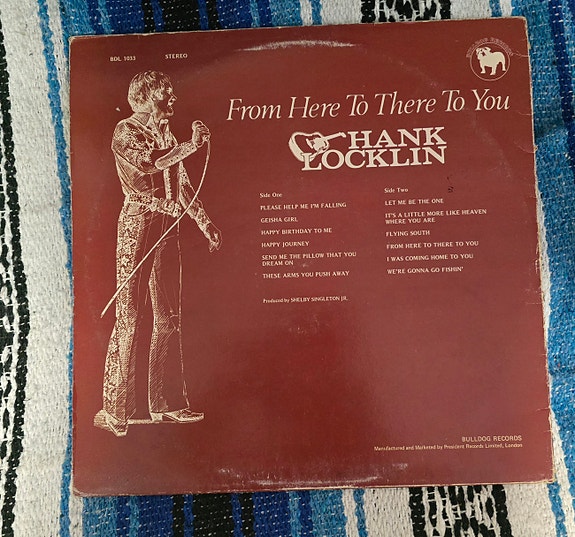 BDL 1033
STEREO
BULLDOG RECORDS
From Here To There To You
HANK
LOCKLIN
Side One
PLEASE HELP ME I'M FALLING
GEISHA GIRL
HAPPY BIRTHDAY TO ME
HAPPY JOURNEY
SEND ME THE PILLOW THAT YOU
DREAM ON
THESE ARMS YOU PUSH AWAY
Side Two
LET ME BE THE ONE
IT'S A LITTLE MORE LIKE HEAVEN
WHERE YOU ARE
FLYING SOUTH
FROM HERE TO THERE TO YOU
I WAS COMING HOME TO YOU
WE'RE GONNA GO FISHIN'
Produced by SHELBY SINGLETON JR.
BULLDOG RECORDS
Manufactured and Marketed by President Records Limited, London